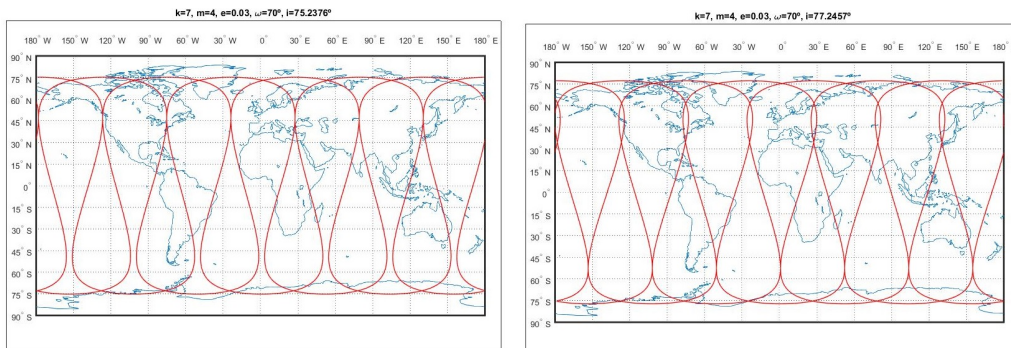 k=7, m=4, e=0.03, ω=70º, i=75.2376º
180° W 150° W 120° W 90° W 60° W 30° W 0° 30° E 60° E 90° E 120° E 150° E 180° E
90° N
75° N
60° N
45° N
30° N
15° N
0°
15° S
30° S
45° S
60° S
75° S
90° S
k=7, m=4, e=0.03, ω=70º, i=77.2457º
180° W 150° W 120° W 90° W 60° W 30° W 0° 30° E 60° E 90° E 120° E 150° E 180° E
90° N
75° N
60° N
45° N
30° N
15° N
0°
15° S
30° S
45° S
60° S
75° S
90° S